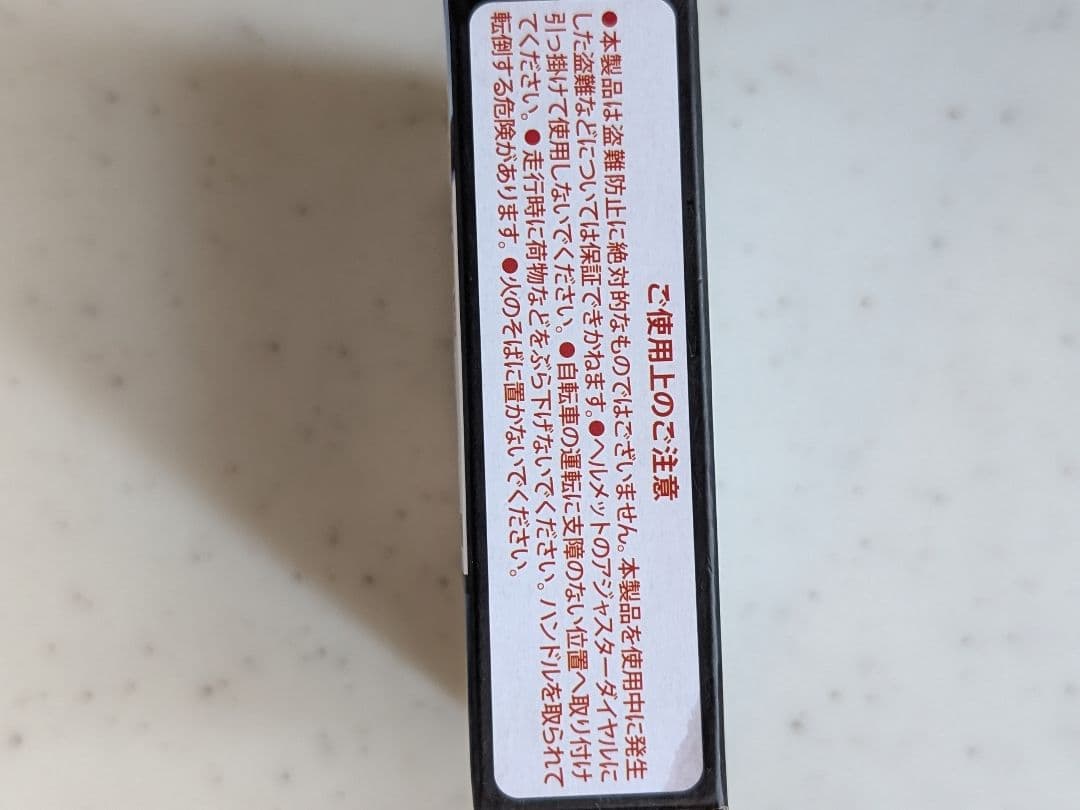 ご使用上のご注意
●本製品は盗難防止に絶対的なものではございません。本製品を使用中に発生
した盗難などについては保証できかねます。●ヘルメットのアジャスターダイヤルに
引っ掛けて使用しないでください。●自転車の運転に支障のない位置へ取り付け
てください。●走行時に荷物などをぶら下げないでください。ハンドルを取られて
転倒する危険があります。●火のそばに置かないでください。